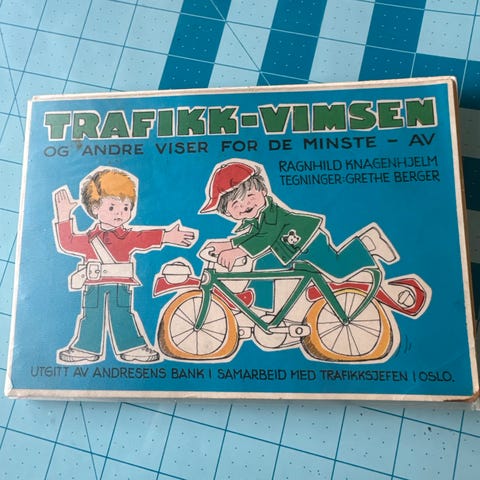 TRAFIKK-VIMSEN
OG ANDRE VISER FOR DE MINSTE - AV
RAGNHILD KNAGENHJELM
TEGNINGER: GRETHE BERGER
UTGITT AV ANDRESENS BANK I SAMARBEID MED TRAFIKKSJEFEN I OSLO.